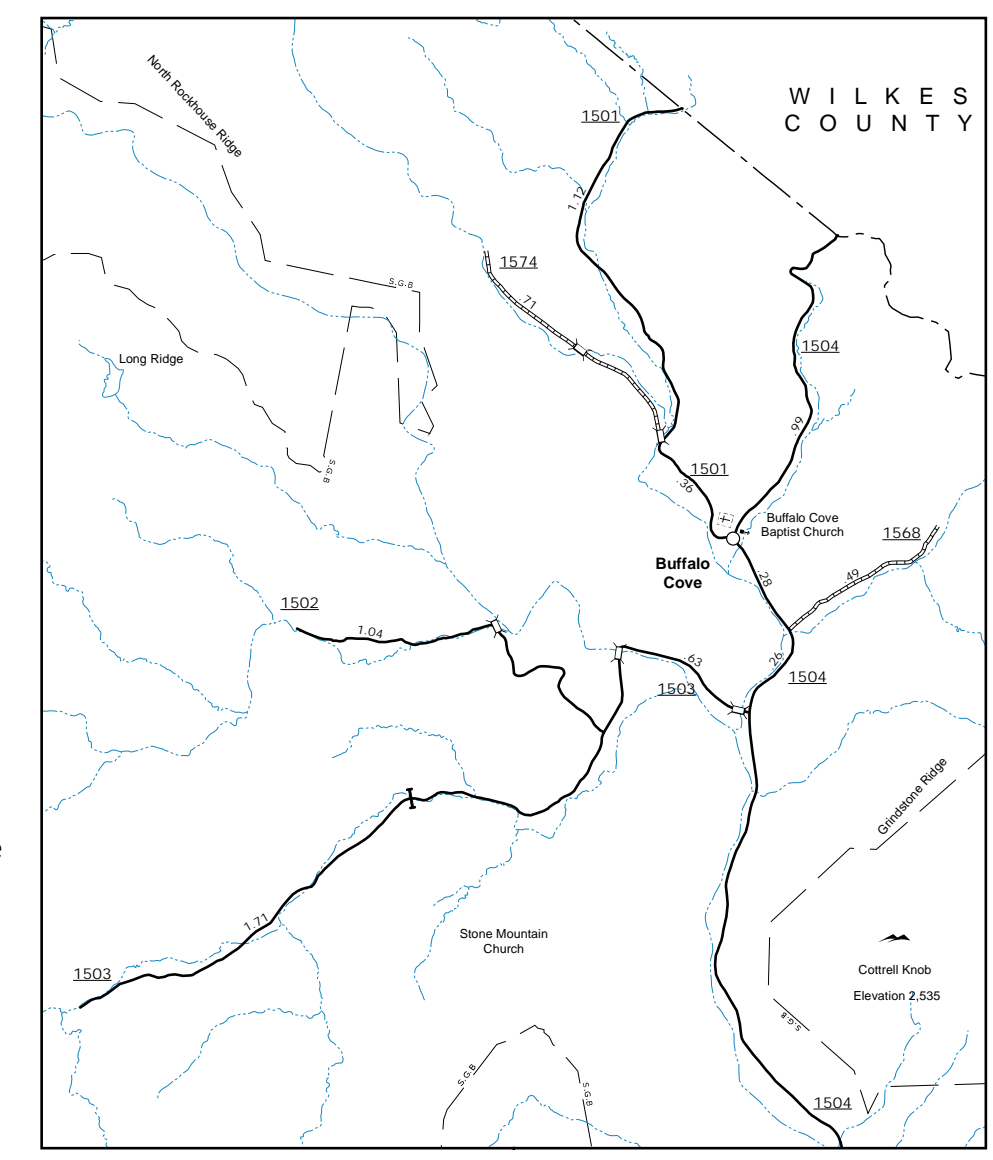 WILKES
COUNTY
North Rockhouse Ridge
1501
1.12
1574
S.G.B
.71
1504
Long Ridge
.99
1501
.36
S.G.B
Buffalo Cove
Baptist Church
1568
Buffalo
Cove
.28
.49
1502
1.04
.63
.26
1503
1504
Grindstone Ridge
1.71
Stone Mountain
Church
1503
Cottrell Knob
Elevation 2,535
S.G.B
S.G.B
S.G.B
1504